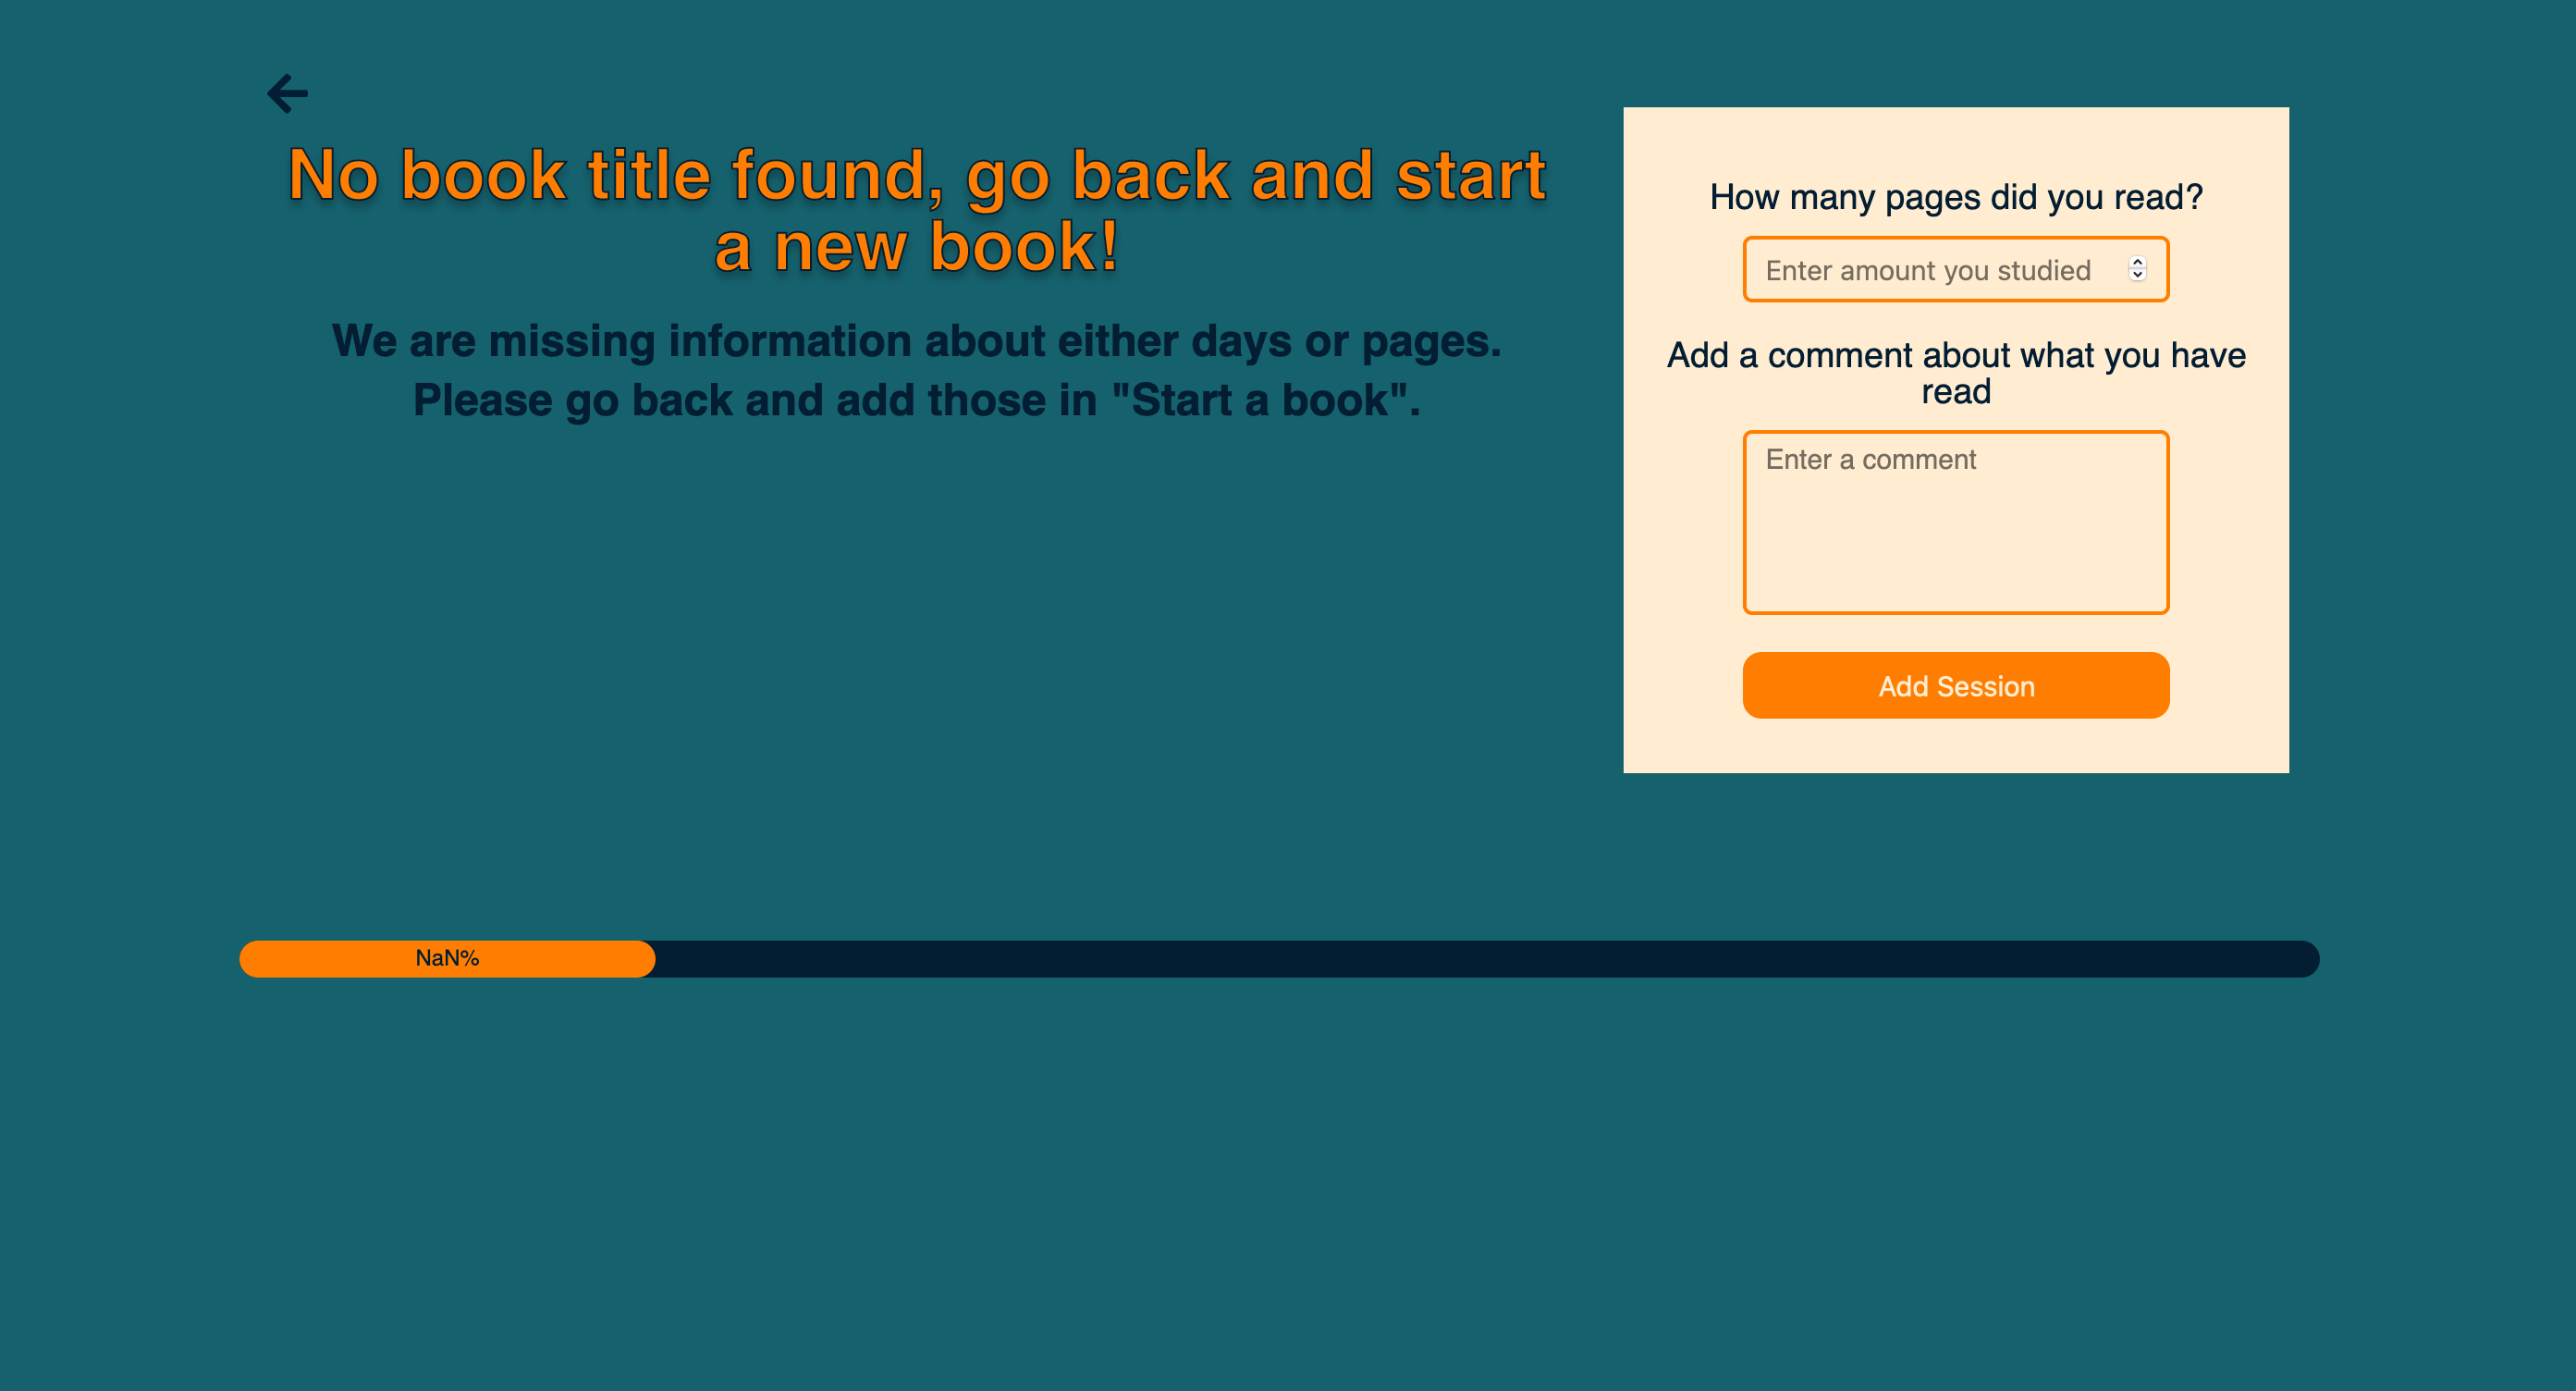 No book title found, go back and start
a new book!
We are missing information about either days or pages.
Please go back and add those in "Start a book".
How many pages did you read?
Enter amount you studied
Add a comment about what you have
read
Enter a comment
Add Session
NaN%